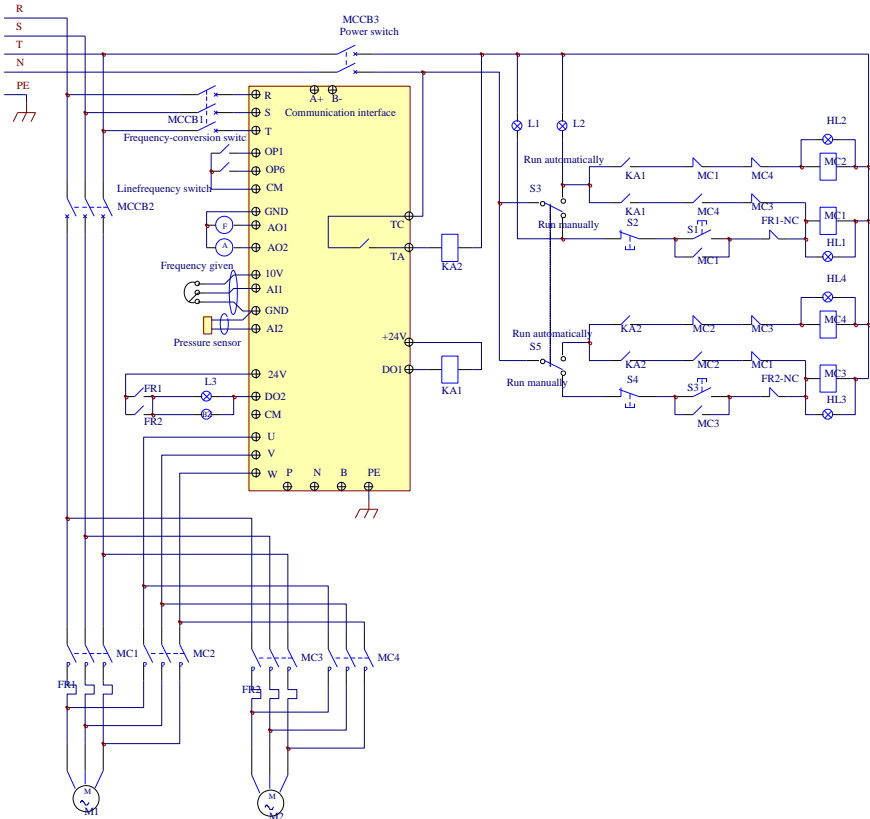 R
S
T
N
PE
MCCB3
Power switch
MCCB1
Frequency-conversion switc
Linefrequency switch
MCCB2
A+ B-
Communication interface
R
S
T
OP1
OP6
CM
GND
AO1
AO2
F
A
Frequency given
10V
AI1
GND
AI2
Pressure sensor
24V
DO2
CM
FR1
FR2
L3
BZ
U
V
W
P N B PE
TC
TA
KA2
+24V
DO1
KA1
L1
L2
Run automatically
S3
Run manually
KA1 MC1 MC4
HL2
MC2
KA1 MC4 MC3
MC1
S2 S1 FR1-NC
MC1
HL1
HL4
Run automatically
S5
Run manually
KA2 MC2 MC3
MC4
KA2 MC2 MC1
MC3
S4 S3 FR2-NC
MC3
HL3
MC1
MC2
MC3
MC4
FR1
FR2
M
M1
M
M2